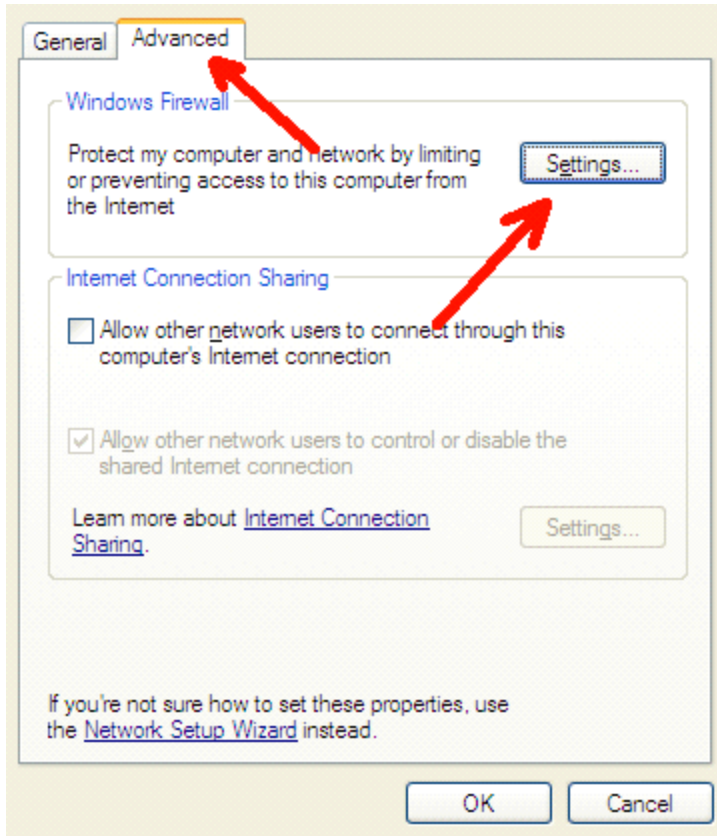 General
Advanced
Windows Firewall
Protect my computer and network by limiting
or preventing access to this computer from
the Internet
Settings...
Internet Connection Sharing
Allow other network users to connect through this
computer's Internet connection
Allow other network users to control or disable the
shared Internet connection
Learn more about Internet Connection
Sharing.
Settings...
If you're not sure how to set these properties, use
the Network Setup Wizard instead.
OK
Cancel